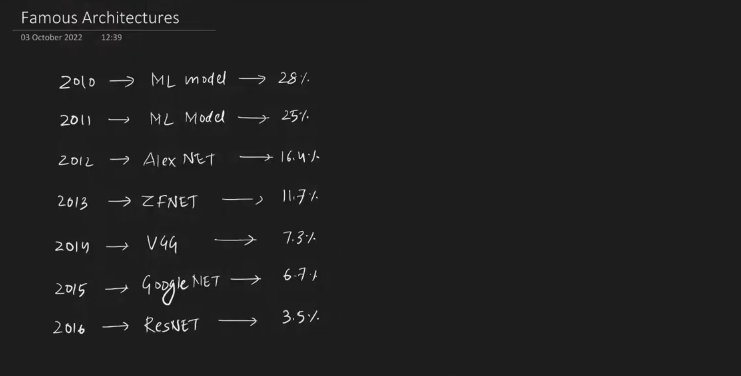 Famous Architectures
03 October 2022 12:39
2010 → ML model → 28%
2011 → ML Model → 25%
2012 → Alex NET → 16.4%
2013 → ZFNET → 11.7%
2014 → VGG → 7.3%
2015 → Google NET → 6.7%
2016 → ResNET → 3.5%